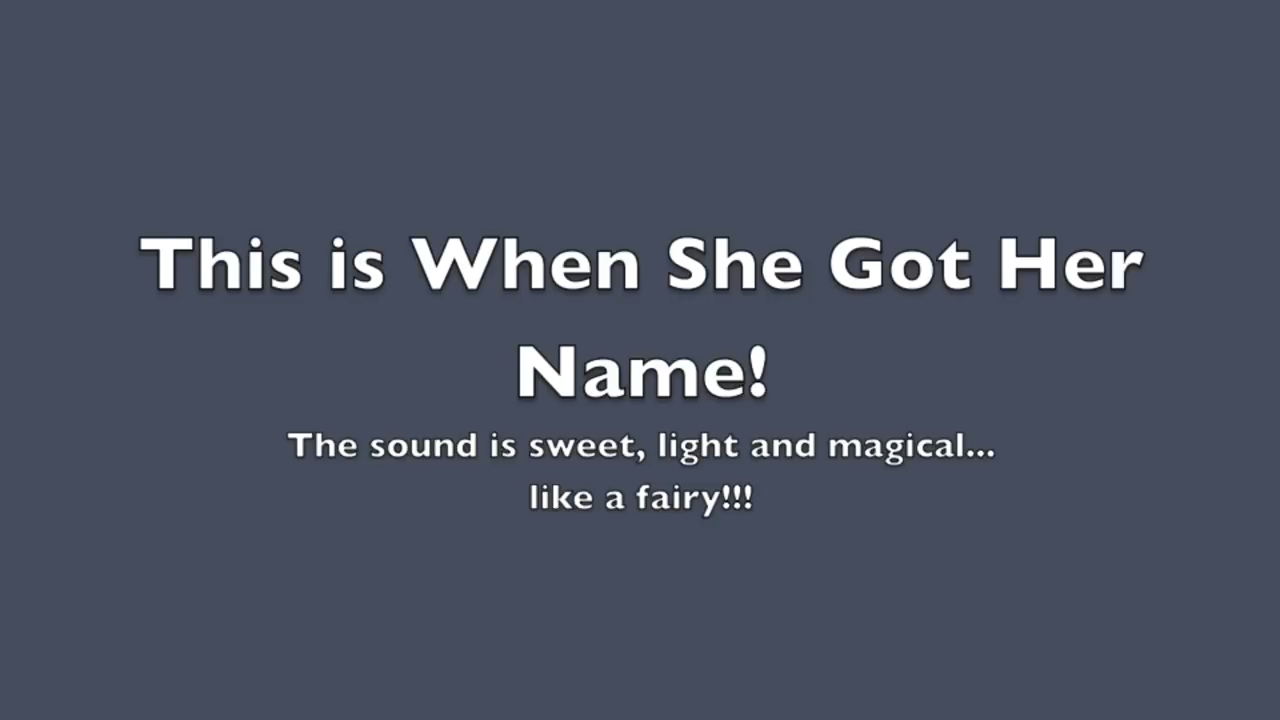 This is When She Got Her
Name!
The sound is sweet, light and magical...
like a fairy!!!